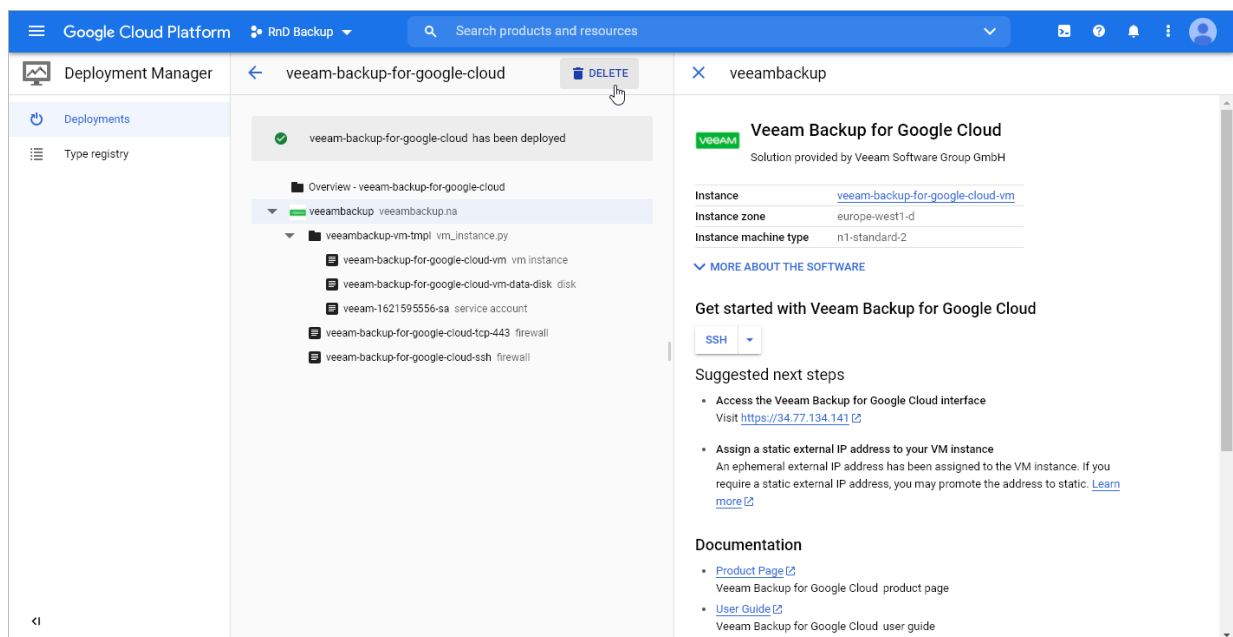 Google Cloud Platform
RnD Backup
Search products and resources
Deployment Manager
Deployments
Type registry
veeam-backup-for-google-cloud
DELETE
veeam-backup-for-google-cloud has been deployed
Overview - veeam-backup-for-google-cloud
veeambackup veeambackup.na
veeambackup-vm-tmpl vm_instance.py
veeam-backup-for-google-cloud-vm vm instance
veeam-backup-for-google-cloud-vm-data-disk disk
veeam-1621595556-sa service account
veeam-backup-for-google-cloud-tcp-443 firewall
veeam-backup-for-google-cloud-ssh firewall
veeambackup
veeAM
Veeam Backup for Google Cloud
Solution provided by Veeam Software Group GmbH
Instance veeam-backup-for-google-cloud-vm
Instance zone europe-west1-d
Instance machine type n1-standard-2
MORE ABOUT THE SOFTWARE
Get started with Veeam Backup for Google Cloud
SSH
Suggested next steps
• Access the Veeam Backup for Google Cloud interface
Visit https://34.77.134.141
• Assign a static external IP address to your VM instance
An ephemeral external IP address has been assigned to the VM instance. If you
require a static external IP address, you may promote the address to static. Learn
more
Documentation
• Product Page
Veeam Backup for Google Cloud product page
• User Guide
Veeam Backup for Google Cloud user guide